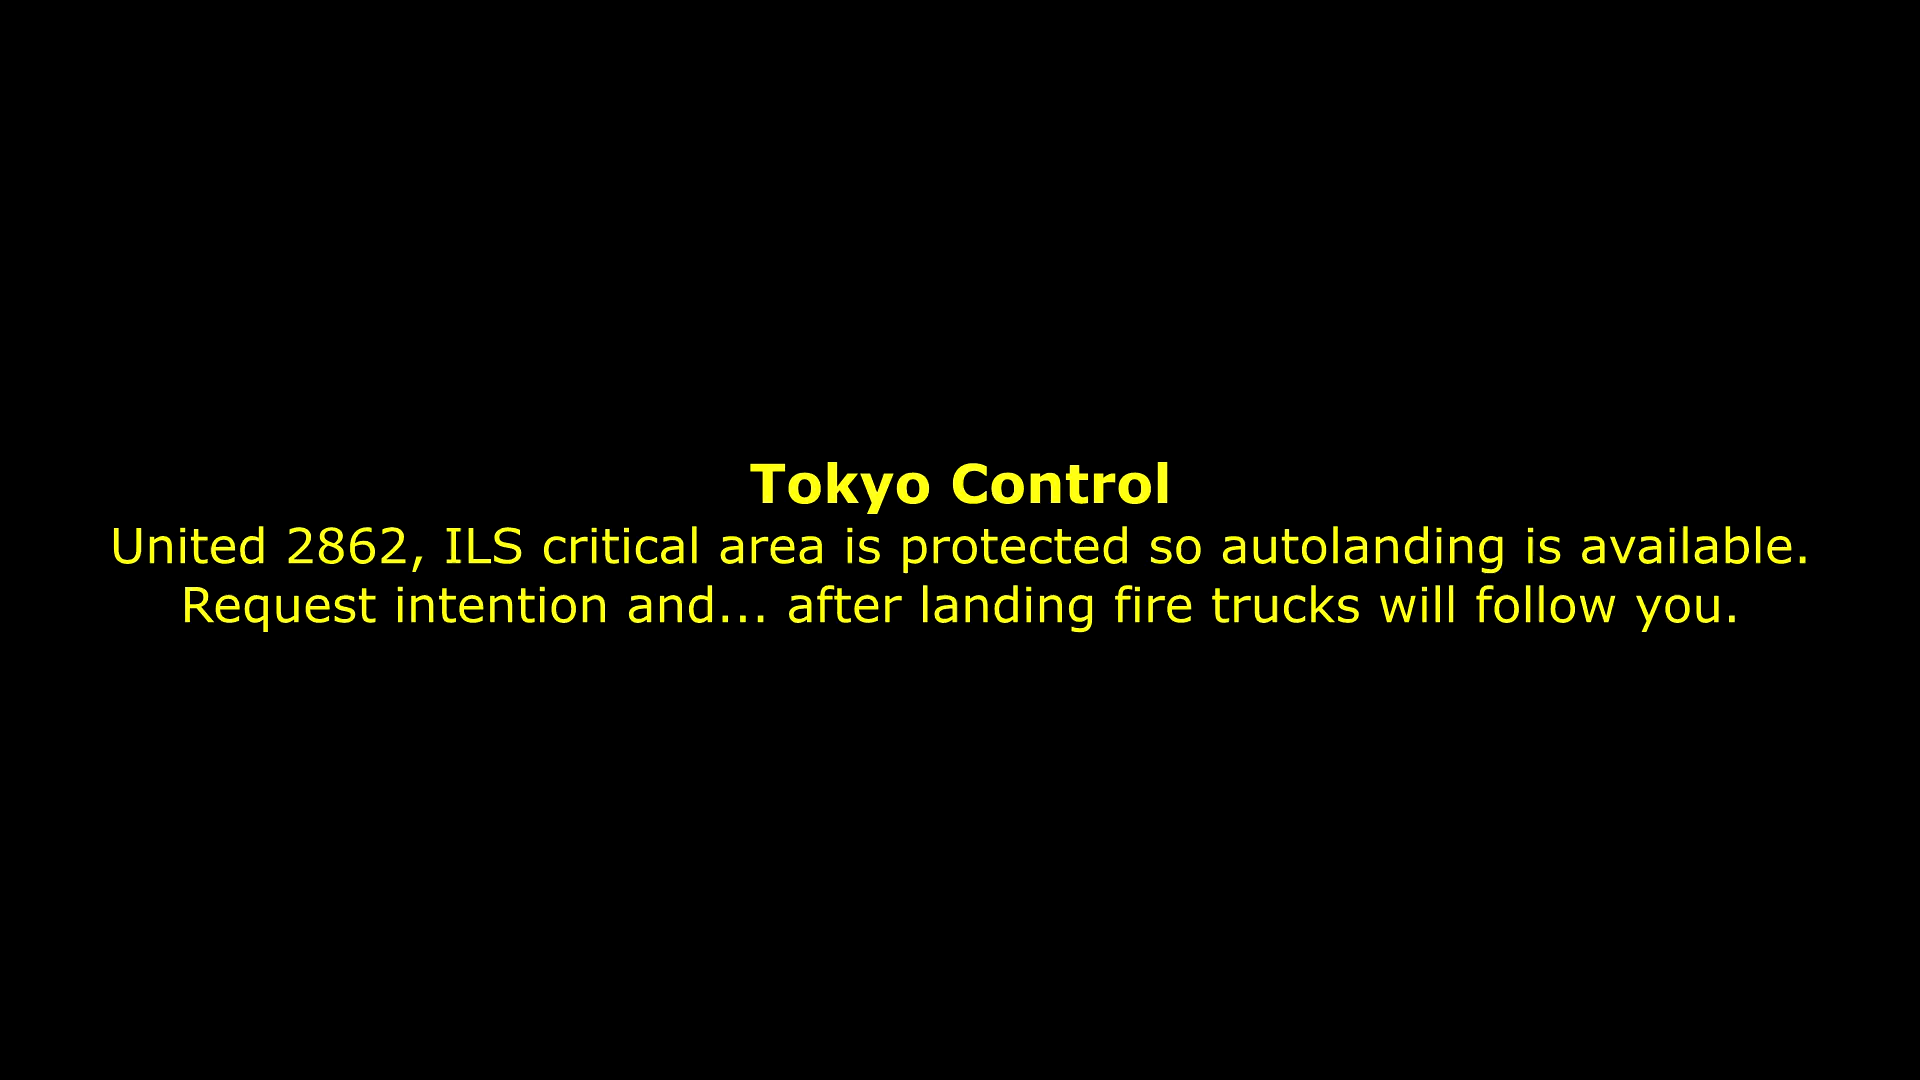 Tokyo Control
United 2862, ILS critical area is protected so autolanding is available.
Request intention and... after landing fire trucks will follow you.